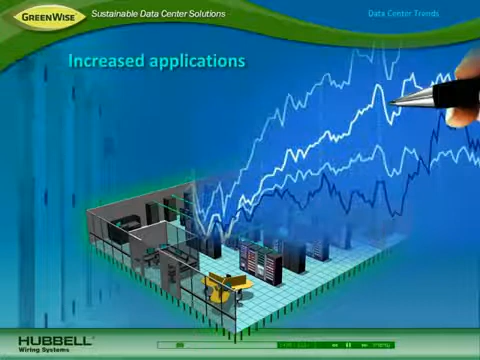 GREENWISE
Sustainable Data Center Solutions
Data Center Trends
Increased applications
HUBBELL
Wiring Systems